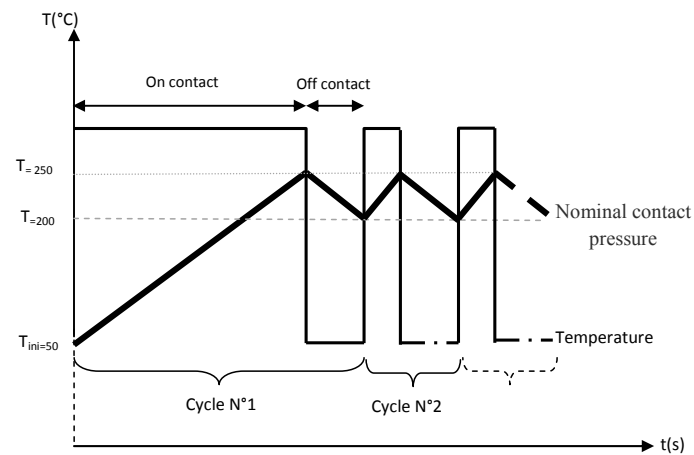 T(°C)
On contact
Off contact
T= 250
T=200
Nominal contact
pressure
Tini=50
Temperature
Cycle N°1
Cycle N°2
t(s)